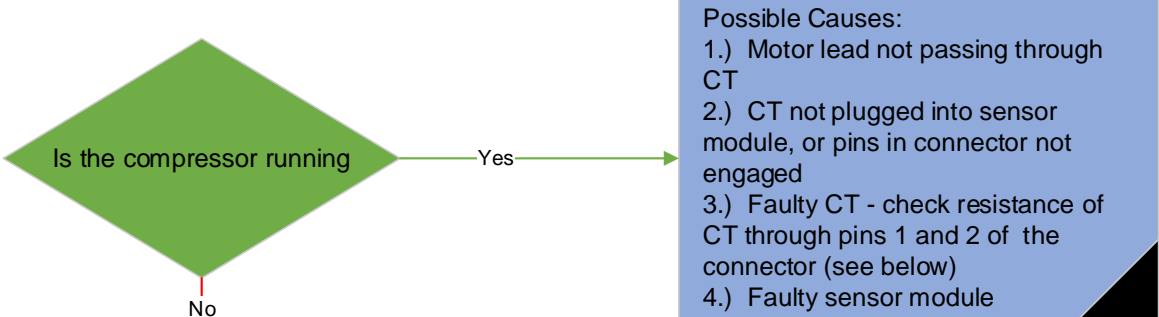 Possible Causes:
1.)  Motor lead not passing through
CT
2.)  CT not plugged into sensor
module, or pins in connector not
engaged
3.)  Faulty CT - check resistance of
CT through pins 1 and 2 of  the
connector (see below)
4.)  Faulty sensor module
Is the compressor running
Yes
No